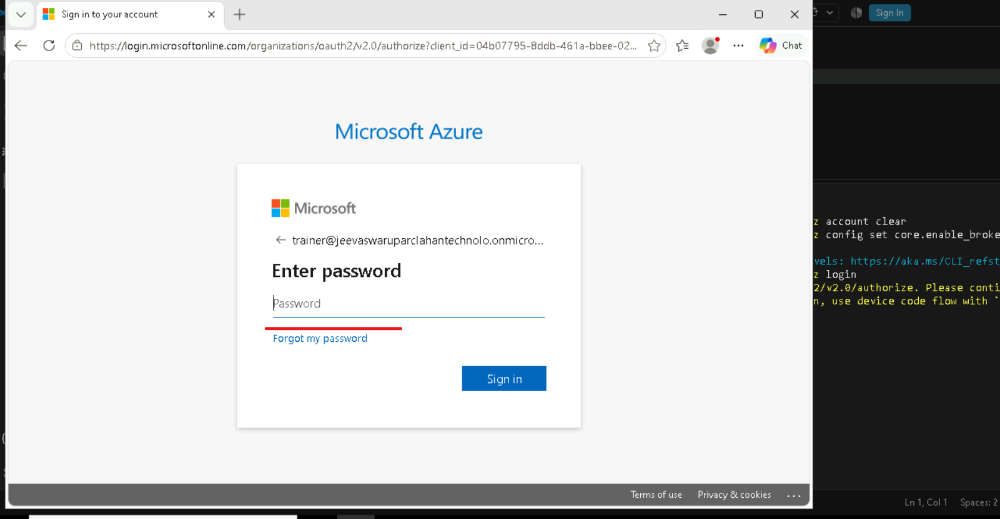 Sign in to your account
Sign In
https://login.microsoftonline.com/organizations/oauth2/v2.0/authorize?client_id=04b07795-8ddb-461a-bbee-02...
Chat
Microsoft Azure
Microsoft
trainer@jeevaswaruparclahantechnolo.onmicro...
Enter password
Password
Forgot my password
Sign in
z account clear
z config set core.enable_broke
vels: https://aka.ms/CLI_refst
z login
2/v2.0/authorize. Please conti
n, use device code flow with `
Terms of use
Privacy & cookies
...
Ln 1, Col 1
Spaces: 2